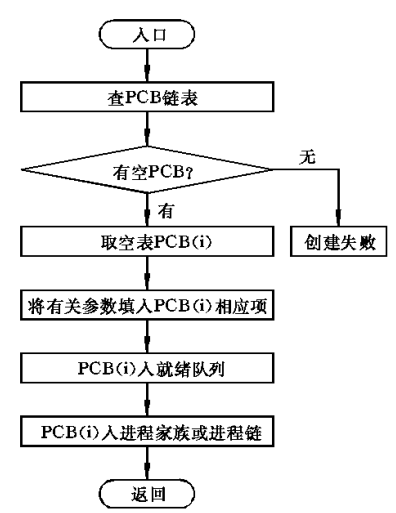 入口
查PCB链表
有空PCB?
无
有
取空表PCB(i)
创建失败
将有关参数填入PCB(i)相应项
PCB(i)入就绪队列
PCB(i)入进程家族或进程链
返回